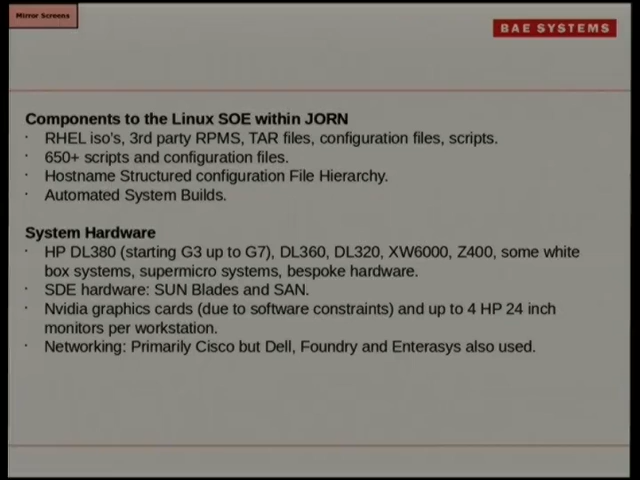 Mirror Screens
BAE SYSTEMS
Components to the Linux SOE within JORN
· RHEL iso's, 3rd party RPMS, TAR files, configuration files, scripts.
· 650+ scripts and configuration files.
· Hostname Structured configuration File Hierarchy.
· Automated System Builds.
System Hardware
· HP DL380 (starting G3 up to G7), DL360, DL320, XW6000, Z400, some white
box systems, supermicro systems, bespoke hardware.
· SDE hardware: SUN Blades and SAN.
· Nvidia graphics cards (due to software constraints) and up to 4 HP 24 inch
monitors per workstation.
· Networking: Primarily Cisco but Dell, Foundry and Enterasys also used.